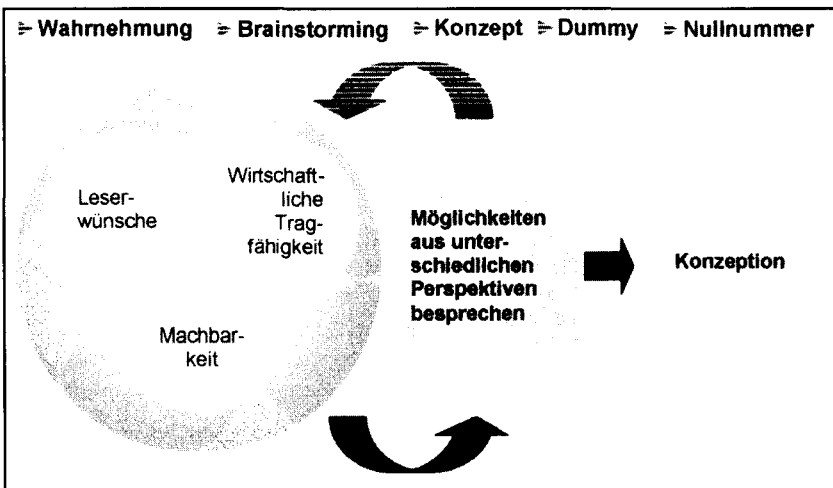 Wahrnehmung Brainstorming Konzept Dummy Nullnummer
Leser-
wünsche
Wirtschaft-
liche
Trag-
fähigkeit
Machbar-
keit
Möglichkeiten
aus unter-
schiedlichen
Perspektiven
besprechen
Konzeption